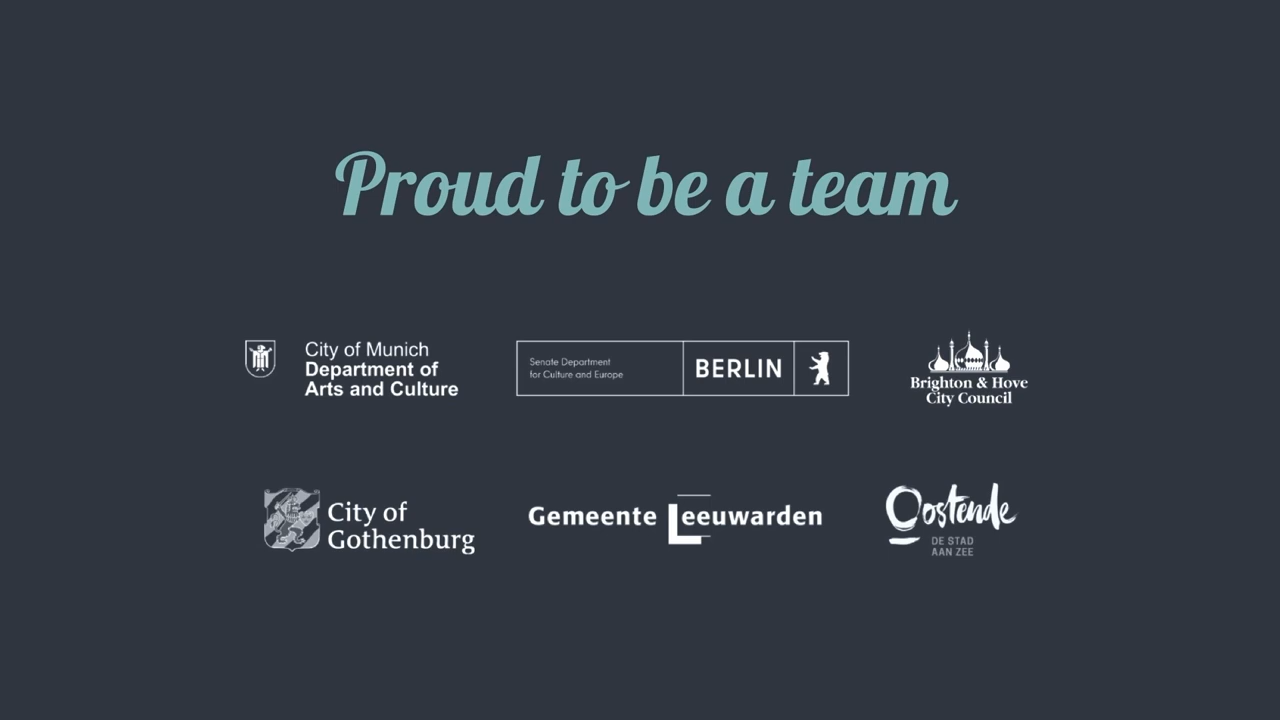 Proud to be a team
City of Munich
Department of
Arts and Culture
Senate Department
for Culture and Europe
BERLIN
Brighton & Hove
City Council
City of
Gothenburg
Gemeente Leeuwarden
Oostende
DE STAD
AAN ZEE